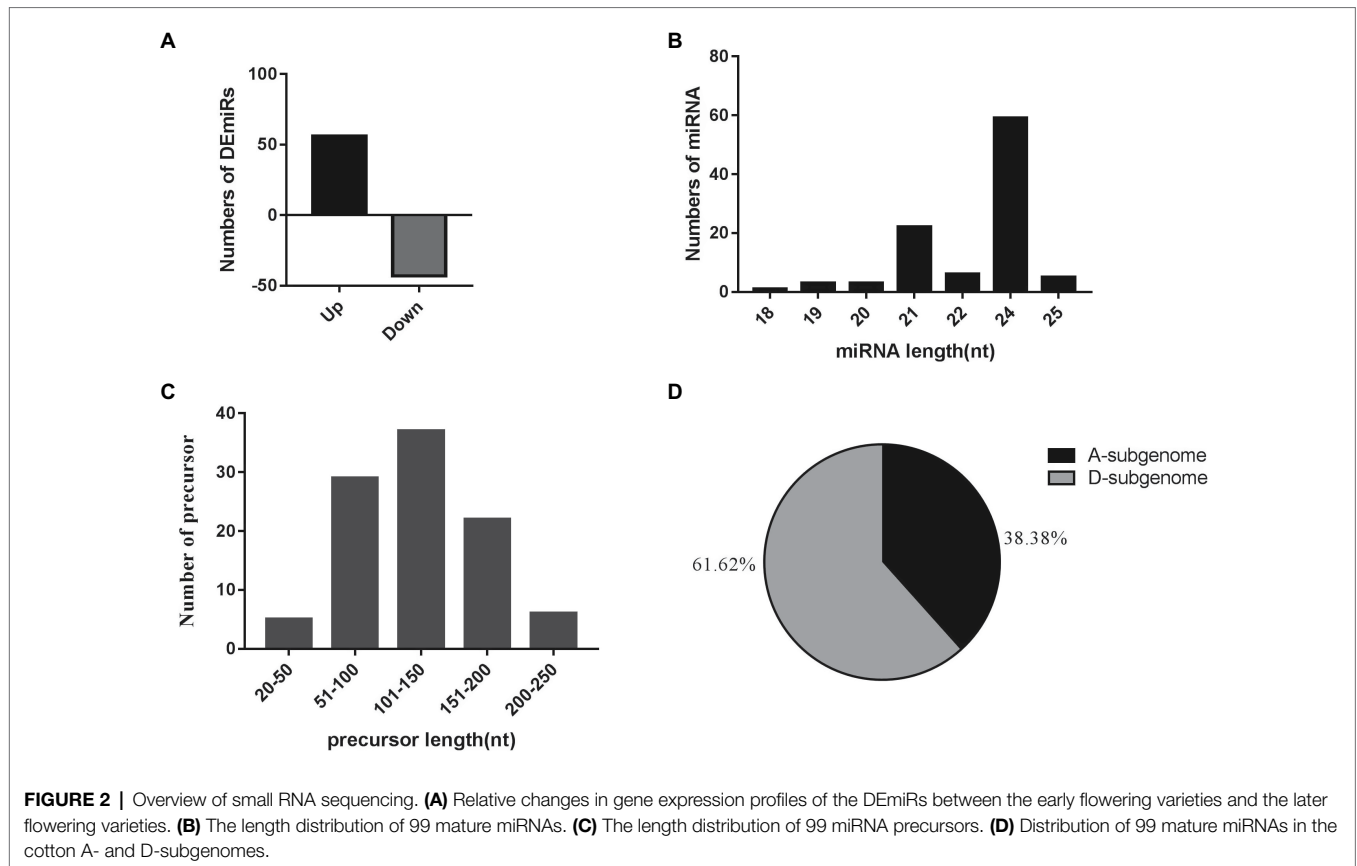 A
Numbers of DEmiRs
100
50
0
-50
Up
Down
B
Numbers of miRNA
80
60
40
20
0
18
19
20
21
22
24
25
miRNA length(nt)
C
Number of precursor
40
30
20
10
0
20-50
51-100
101-150
151-200
200-250
precursor length(nt)
D
61.62%
38.38%
A-subgenome
D-subgenome
FIGURE 2 | Overview of small RNA sequencing. (A) Relative changes in gene expression profiles of the DEmiRs between the early flowering varieties and the later
flowering varieties. (B) The length distribution of 99 mature miRNAs. (C) The length distribution of 99 miRNA precursors. (D) Distribution of 99 mature miRNAs in the
cotton A- and D-subgenomes.